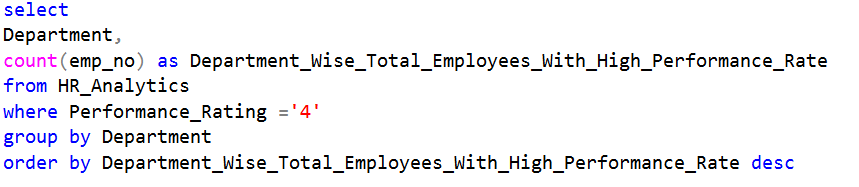 select
Department,
count(emp_no) as Department_Wise_Total_Employees_With_High_Performance_Rate
from HR_Analytics
where Performance_Rating ='4'
group by Department
order by Department_Wise_Total_Employees_With_High_Performance_Rate desc